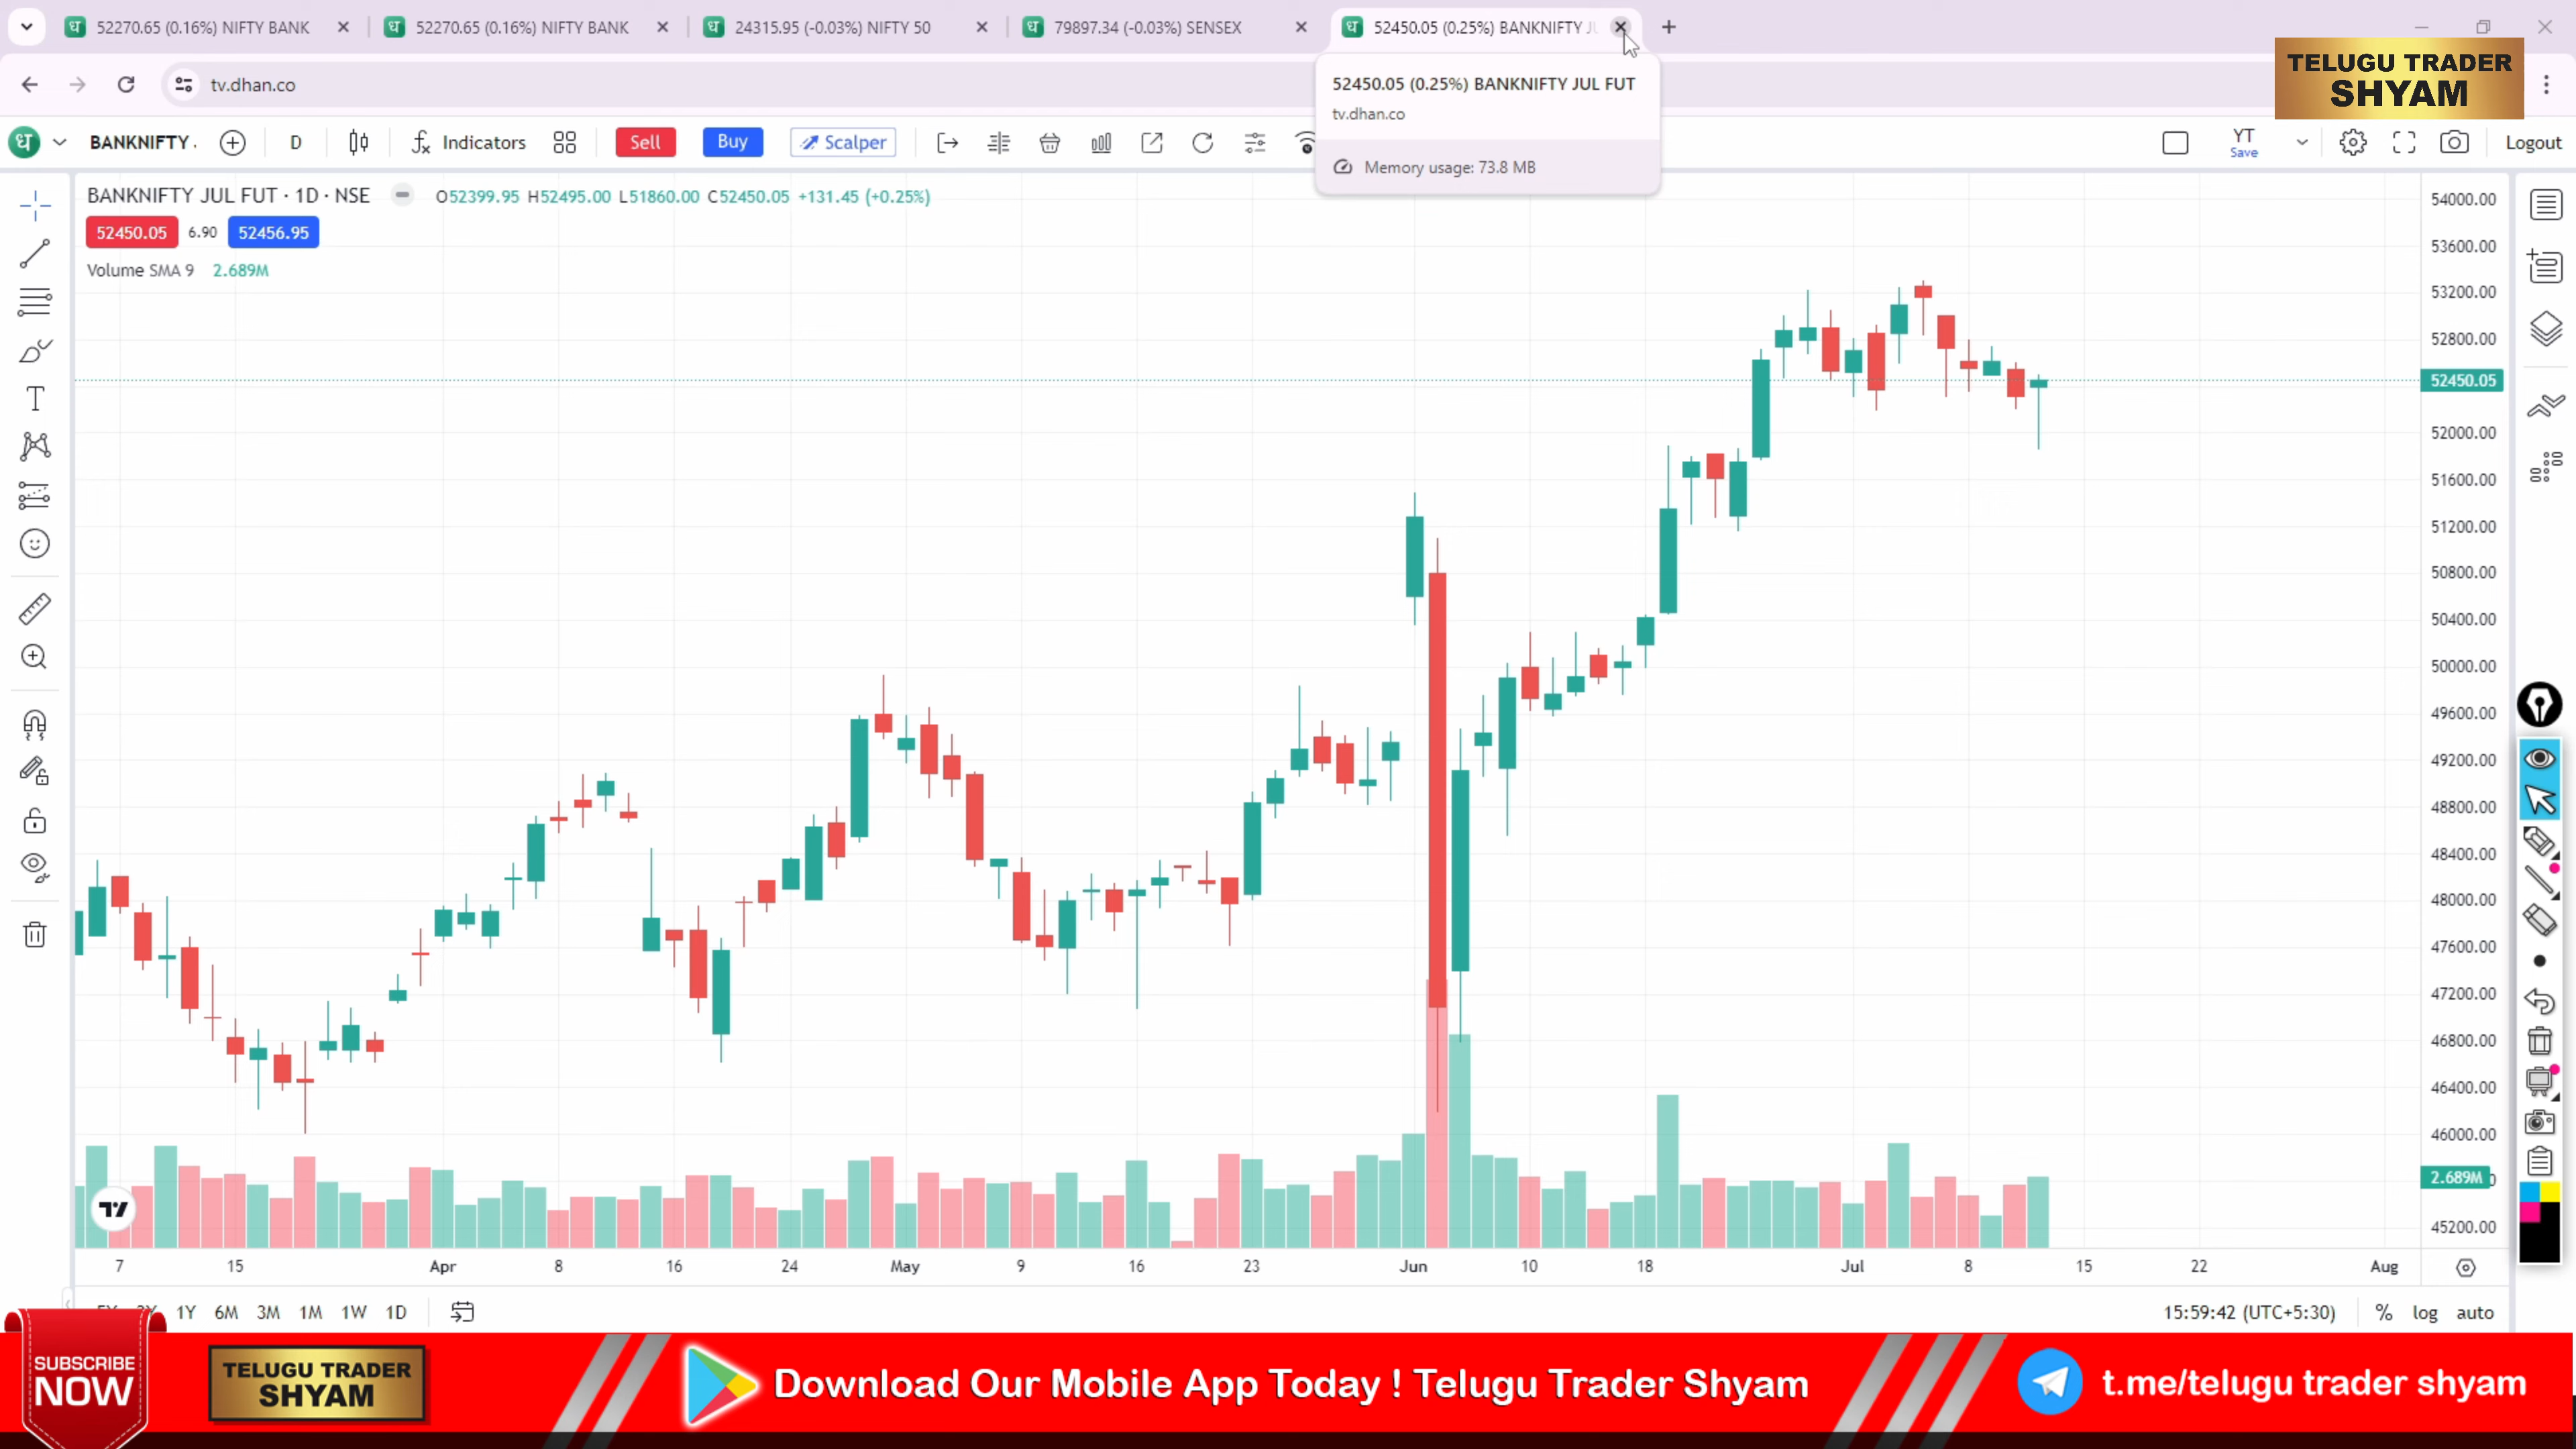 52270.65 (0.16%) NIFTY BANK
52270.65 (0.16%) NIFTY BANK
24315.95 (-0.03%) NIFTY 50
79897.34 (-0.03%) SENSEX
52450.05 (0.25%) BANKNIFTY
tv.dhan.co
52450.05 (0.25%) BANKNIFTY JUL FUT
tv.dhan.co
Memory usage: 73.8 MB
TELUGU TRADER
SHYAM
BANKNIFTY
D
Indicators
Sell
Buy
Scalper
YT
Save
Logout
BANKNIFTY JUL FUT · 1D · NSE
O52399.95 H52495.00 L51860.00 C52450.05 +131.45 (+0.25%)
52450.05 6.90 52456.95
Volume SMA 9 2.689M
54000.00
53600.00
53200.00
52800.00
52450.05
52000.00
51600.00
51200.00
50800.00
50400.00
50000.00
49600.00
49200.00
48800.00
48400.00
48000.00
47600.00
47200.00
46800.00
46400.00
46000.00
2.689M
45200.00
7 15 Apr 8 16 24 May 9 16 23 Jun 10 18 Jul 8 15 22 Aug
1Y 6M 3M 1M 1W 1D
15:59:42 (UTC+5:30) % log auto
SUBSCRIBE
NOW
TELUGU TRADER
SHYAM
Download Our Mobile App Today ! Telugu Trader Shyam
t.me/telugu trader shyam